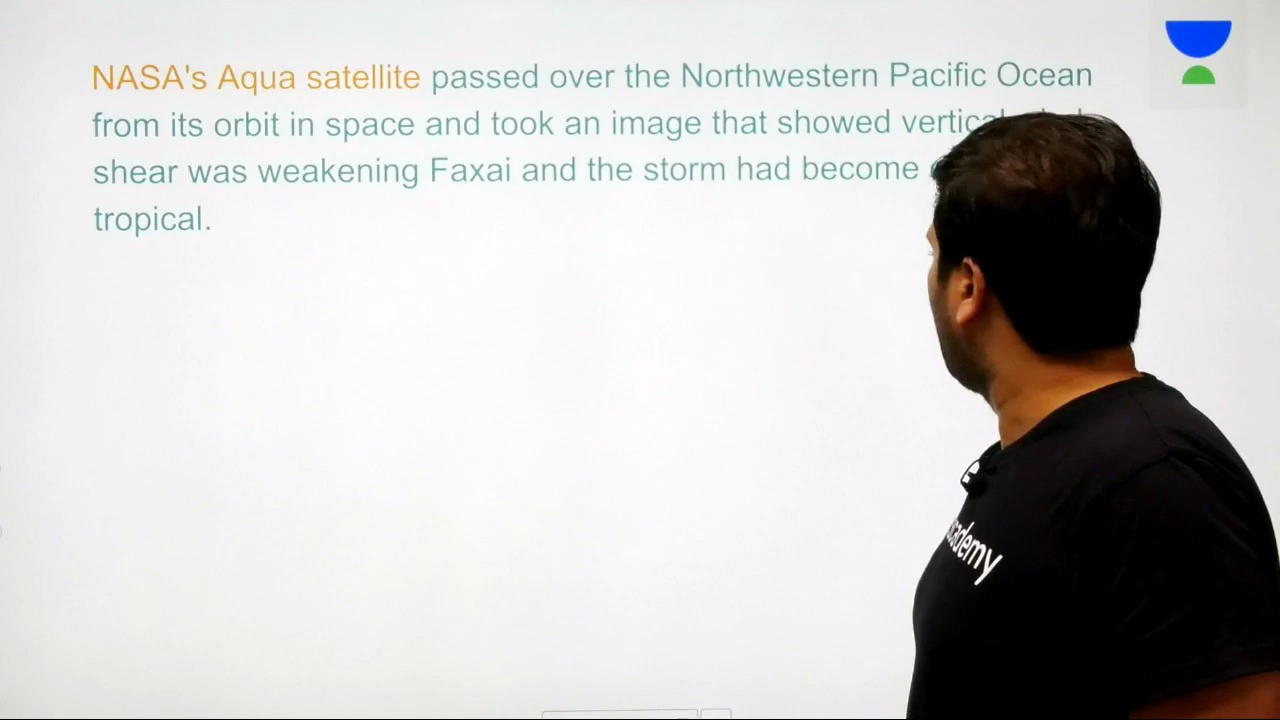 NASA's Aqua satellite passed over the Northwestern Pacific Ocean
from its orbit in space and took an image that showed
shear was weakening Faxai and the storm had become
tropical.
academy